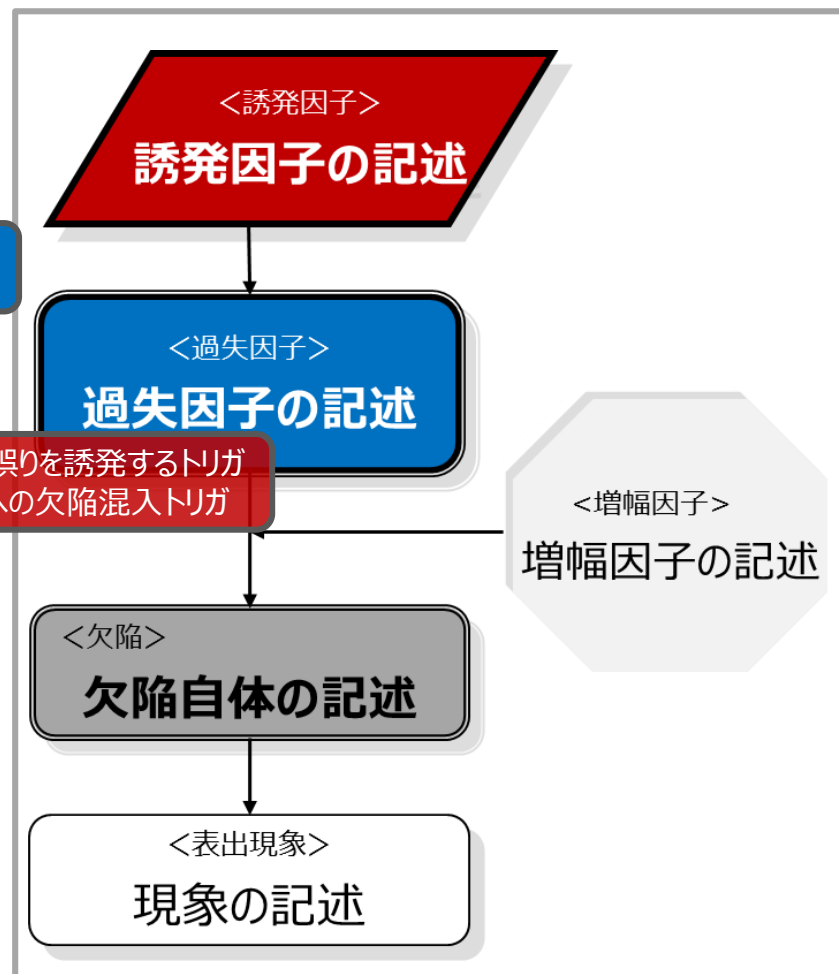 ＜誘発因子＞
誘発因子の記述
＜過失因子＞
過失因子の記述
誤りを誘発するトリガ
への欠陥混入トリガ
<増幅因子>
増幅因子の記述
＜欠陥＞
欠陥自体の記述
＜表出現象＞
現象の記述